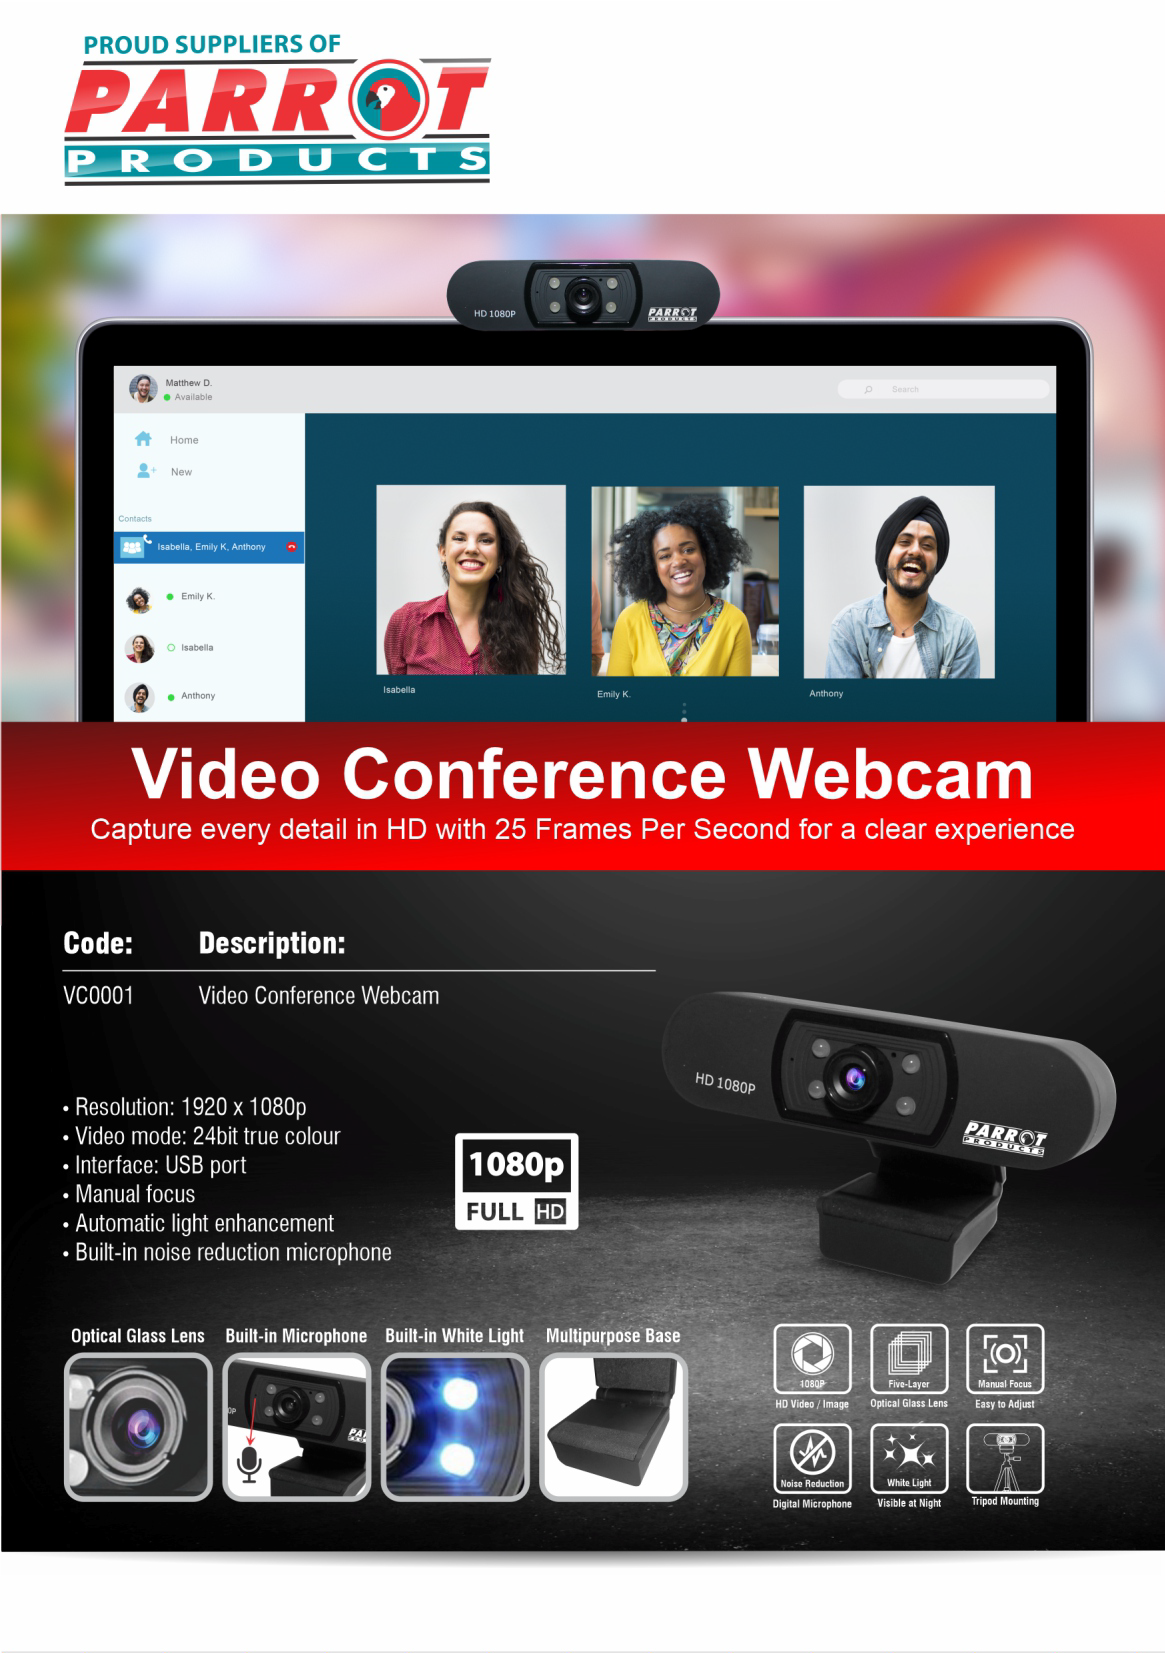 PROUD SUPPLIERS OF
PARROT
PRODUCTS
HD 1080P
PARROT
PRODUCTS
Matthew D.
Available
Search
Home
New
Contacts
Isabella, Emily K, Anthony
Emily K.
Isabella
Anthony
Isabella
Emily K.
Anthony
Video Conference Webcam
Capture every detail in HD with 25 Frames Per Second for a clear experience
Code: Description:
VC0001 Video Conference Webcam
• Resolution: 1920 x 1080p
• Video mode: 24bit true colour
• Interface: USB port
• Manual focus
• Automatic light enhancement
• Built-in noise reduction microphone
1080p
FULL HD
HD 1080P
PARROT
PRODUCTS
Optical Glass Lens Built-in Microphone Built-in White Light Multipurpose Base
0P
PAR
1080P Five-Layer Manual Focus
HD Video / Image Optical Glass Lens Easy to Adjust
Noise Reduction White Light
Digital Microphone Visible at Night Tripod Mounting